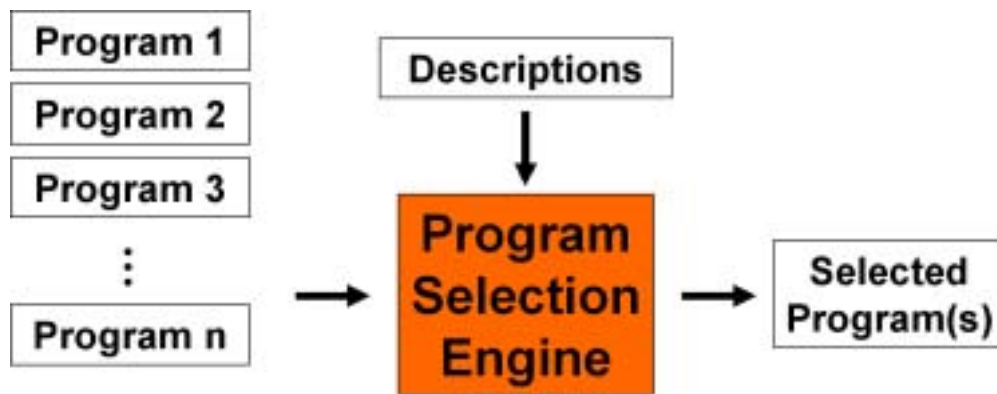 Program 1
Program 2
Program 3
⋮
Program n
Descriptions
Program
Selection
Engine
Selected
Program(s)